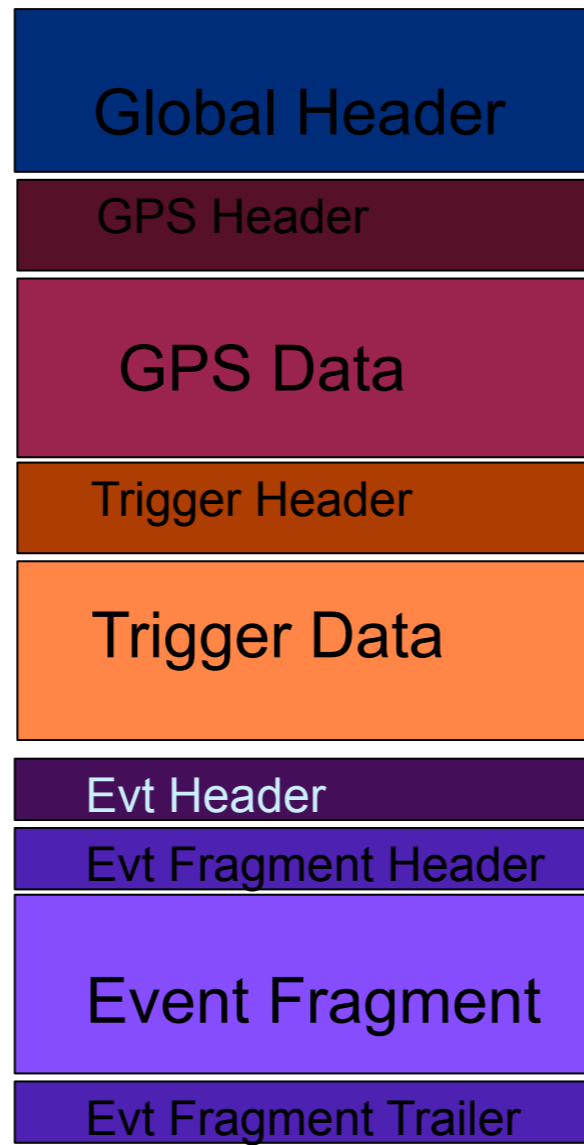 Global Header
GPS Header
GPS Data
Trigger Header
Trigger Data
Evt Header
Evt Fragment Header
Event Fragment
Evt Fragment Trailer